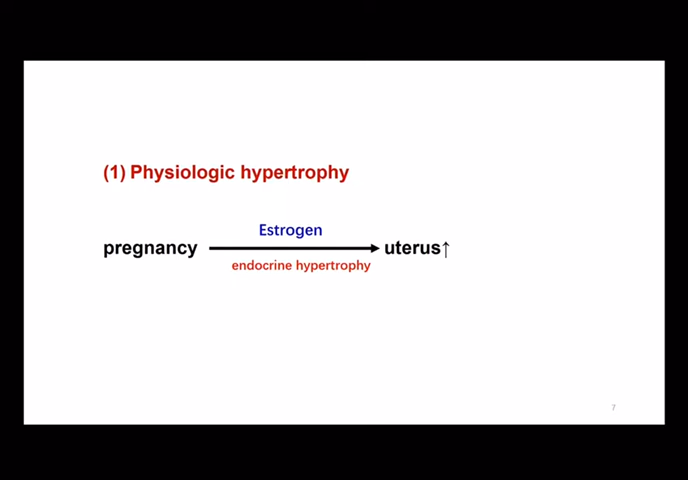 (1) Physiologic hypertrophy
Estrogen
pregnancy uterus↑
endocrine hypertrophy
7